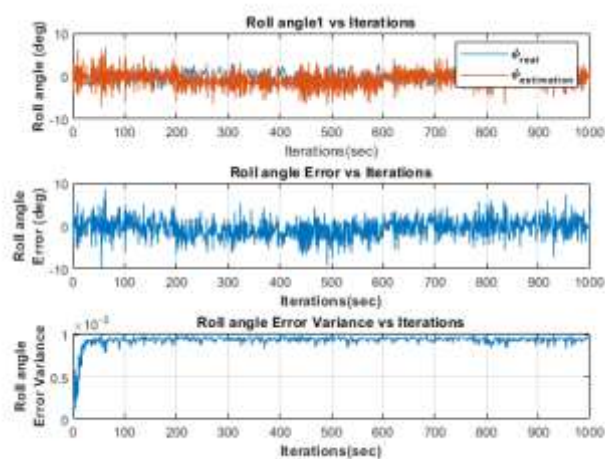 Roll angle1 vs Iterations
10
0
-10
Roll angle (deg)
ϕ_real
ϕ_estimation
0 100 200 300 400 500 600 700 800 900 1000
Iterations(sec)
Roll angle Error vs Iterations
10
0
-10
Roll angle
Error (deg)
0 100 200 300 400 500 600 700 800 900 1000
Iterations(sec)
Roll angle Error Variance vs Iterations
1
0.5
0
Roll angle
Error Variance
0 100 200 300 400 500 600 700 800 900 1000
Iterations(sec)